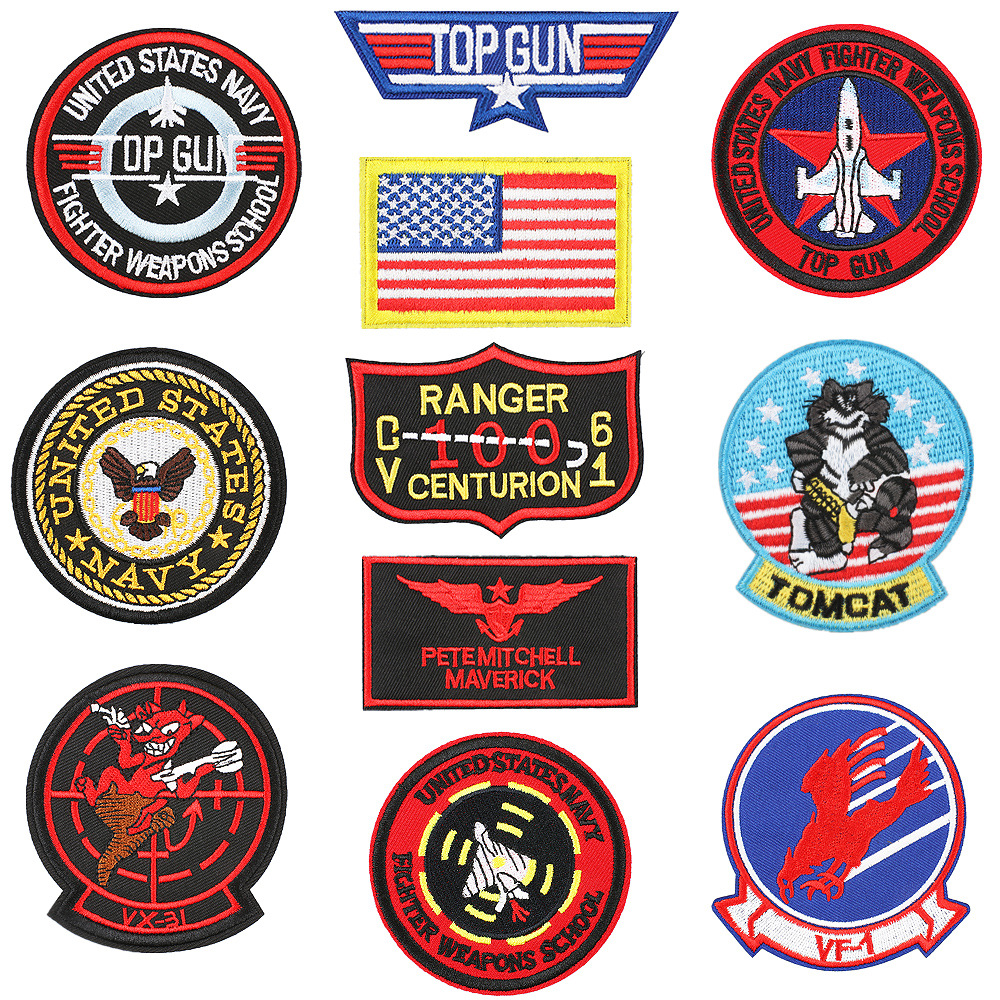 UNITED STATES NAVY
TOP GUN
FIGHTER WEAPONS SCHOOL
TOP GUN
UNITED STATES NAVY FIGHTER WEAPONS SCHOOL
TOP GUN
UNITED STATES
NAVY
RANGER
CV 100 61
CENTURION
TOMCAT
PETE MITCHELL
MAVERICK
VX-31
UNITED STATES NAVY
FIGHTER WEAPONS SCHOOL
VF-1